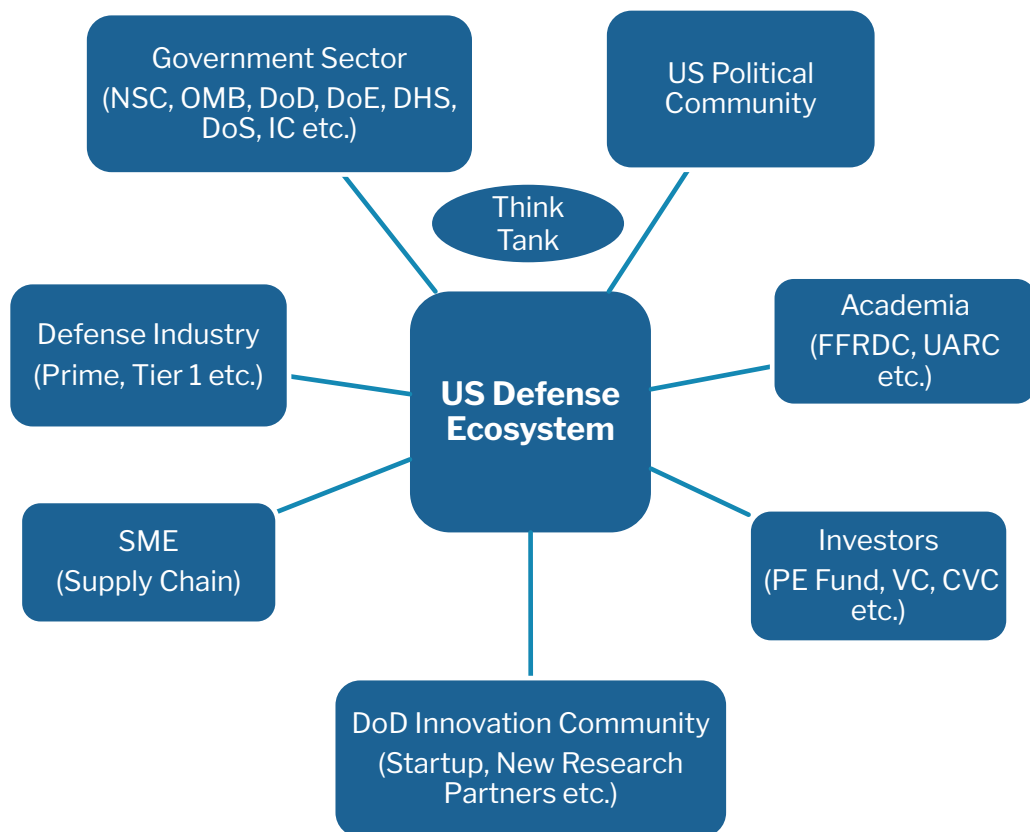 Government Sector
(NSC, OMB, DoD, DoE, DHS,
DoS, IC etc.)
US Political
Community
Think
Tank
Defense Industry
(Prime, Tier 1 etc.)
US Defense
Ecosystem
Academia
(FFRDC, UARC
etc.)
SME
(Supply Chain)
Investors
(PE Fund, VC, CVC
etc.)
DoD Innovation Community
(Startup, New Research
Partners etc.)